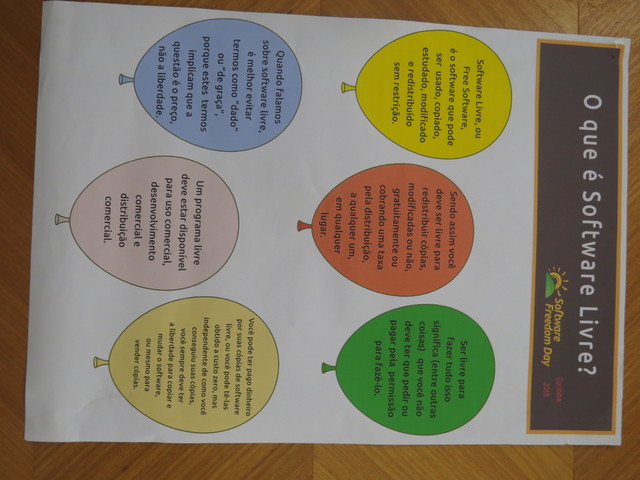 O que é Software Livre?
Software
Freedom Day
2013
Software Livre, ou
Free Software,
é o software que pode
ser usado, copiado,
estudado, modificado
e redistribuído
sem restrição.
Sendo assim você
deve ser livre para
redistribuir cópias,
modificadas ou não,
gratuitamente ou
cobrando uma taxa
pela distribuição,
a qualquer um,
em qualquer
lugar.
Ser livre para
fazer tudo isso
significa (entre outras
coisas) que você não
deve ter que pedir ou
pagar pela permissão
para fazê-lo.
Quando falamos
sobre software livre,
é melhor evitar
termos como "dado"
ou "de graça",
porque estes termos
implicam que a
questão é o preço,
não a liberdade.
Um programa livre
deve estar disponível
para uso comercial,
desenvolvimento
comercial e
distribuição
comercial.
Você pode ter pago dinheiro
por suas cópias de software
livre, ou você pode tê-las
obtido a custo zero, mas
independente de como você
conseguiu suas cópias,
você sempre deve ter
a liberdade para copiar e
mudar o software,
ou mesmo para
vender cópias.